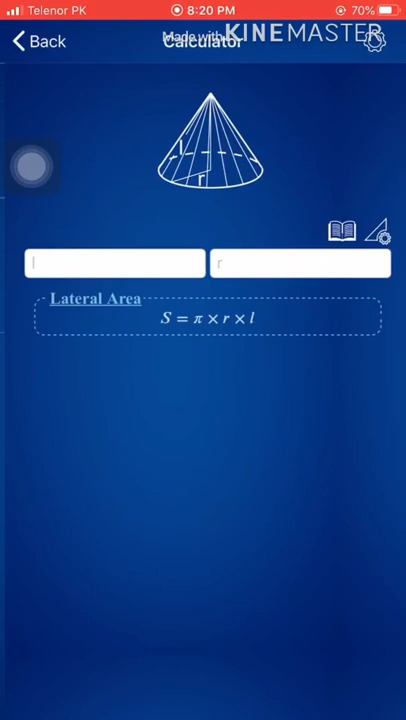 Telenor PK 8:20 PM 70%
Made with KINEMASTER
Back Calculator
l
r
l r
Lateral Area
S = π × r × l